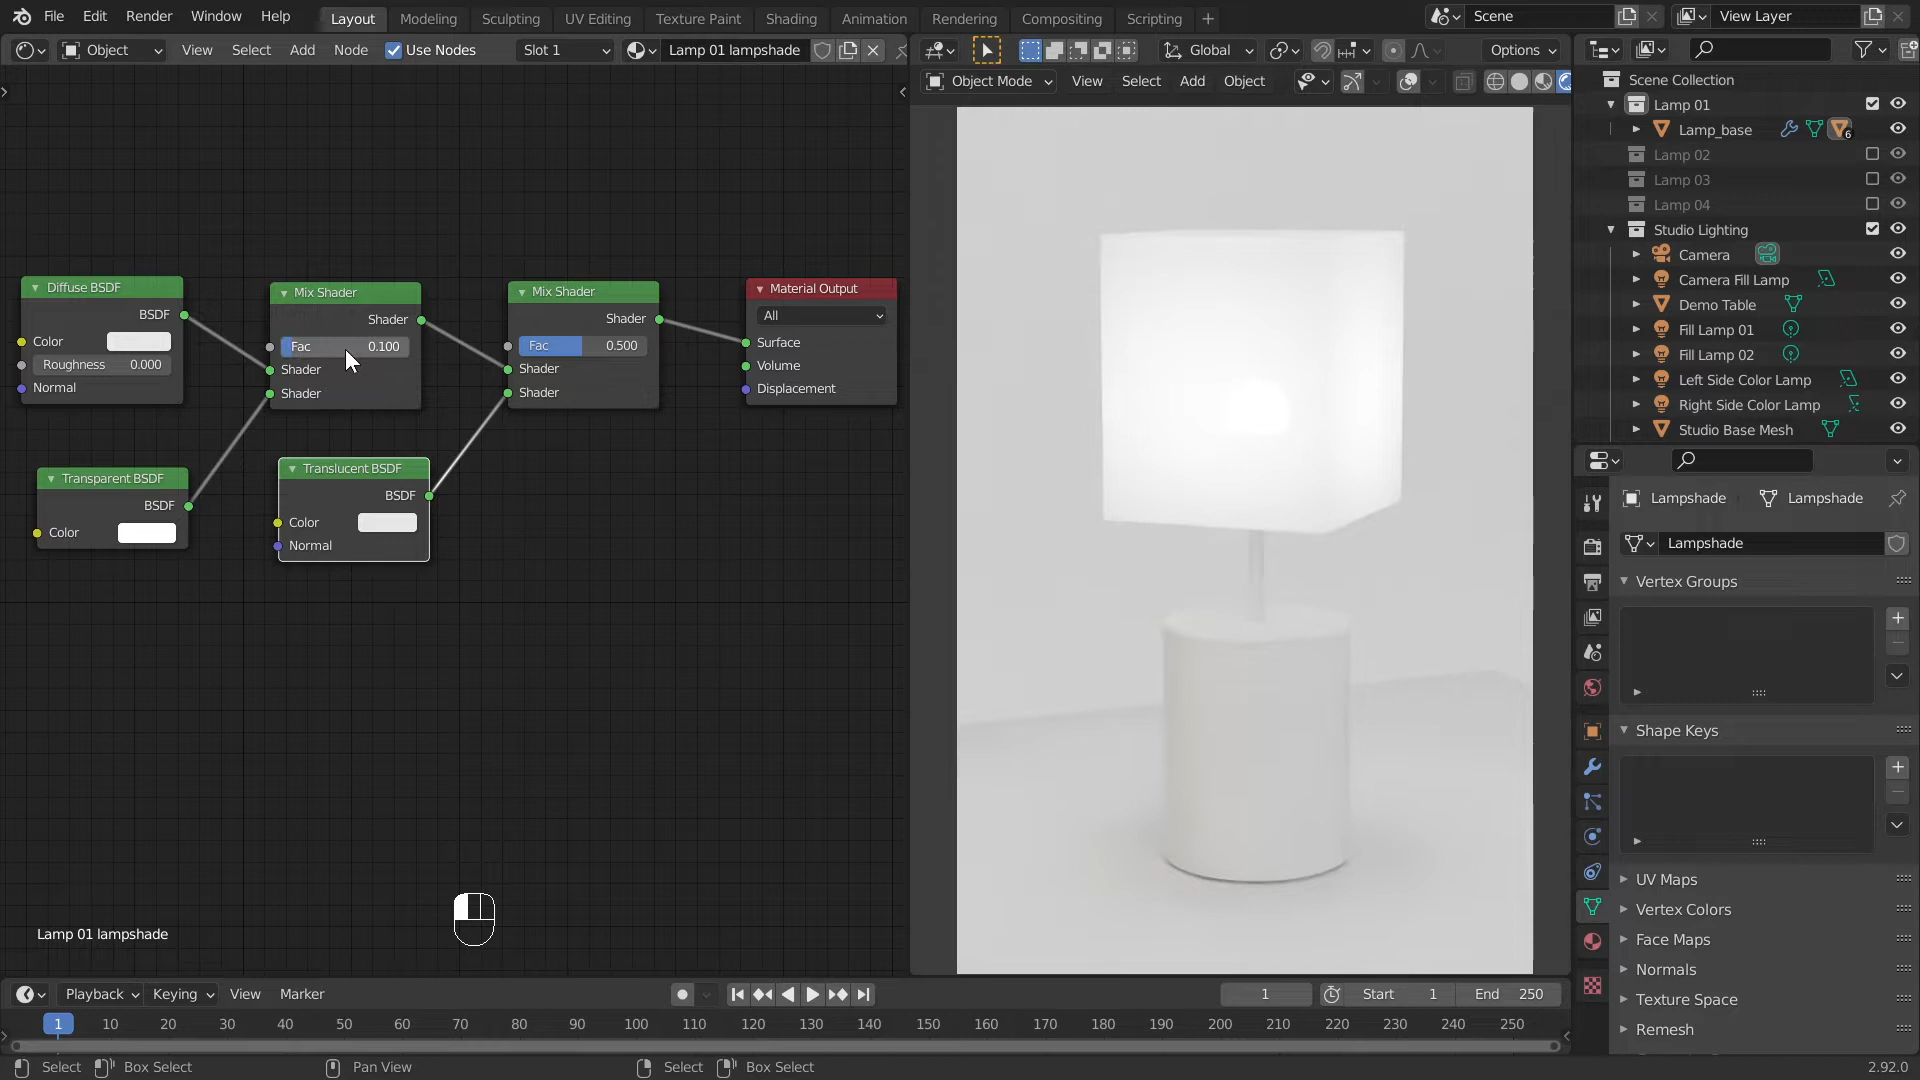 File Edit Render Window Help Layout Modeling Sculpting UV Editing Texture Paint Shading Animation Rendering Compositing Scripting + Scene View Layer
Object View Select Add Node Use Nodes Slot 1 Lamp 01 lampshade Global Options
Object Mode View Select Add Object
Scene Collection
Lamp 01
Lamp_base 6
Lamp 02
Lamp 03
Lamp 04
Studio Lighting
Camera
Camera Fill Lamp
Demo Table
Fill Lamp 01
Fill Lamp 02
Left Side Color Lamp
Right Side Color Lamp
Studio Base Mesh
Diffuse BSDF
BSDF
Color
Roughness 0.000
Normal
Mix Shader
Shader
Fac 0.100
Shader
Shader
Mix Shader
Shader
Fac 0.500
Shader
Shader
Material Output
All
Surface
Volume
Displacement
Transparent BSDF
BSDF
Color
Translucent BSDF
BSDF
Color
Normal
Lampshade Lampshade
Lampshade
Vertex Groups
Shape Keys
UV Maps
Vertex Colors
Face Maps
Normals
Texture Space
Remesh
Lamp 01 lampshade
Playback Keying View Marker 1 Start 1 End 250
1 10 20 30 40 50 60 70 80 90 100 110 120 130 140 150 160 170 180 190 200 210 220 230 240 250
Select Box Select Pan View Select Box Select 2.92.0